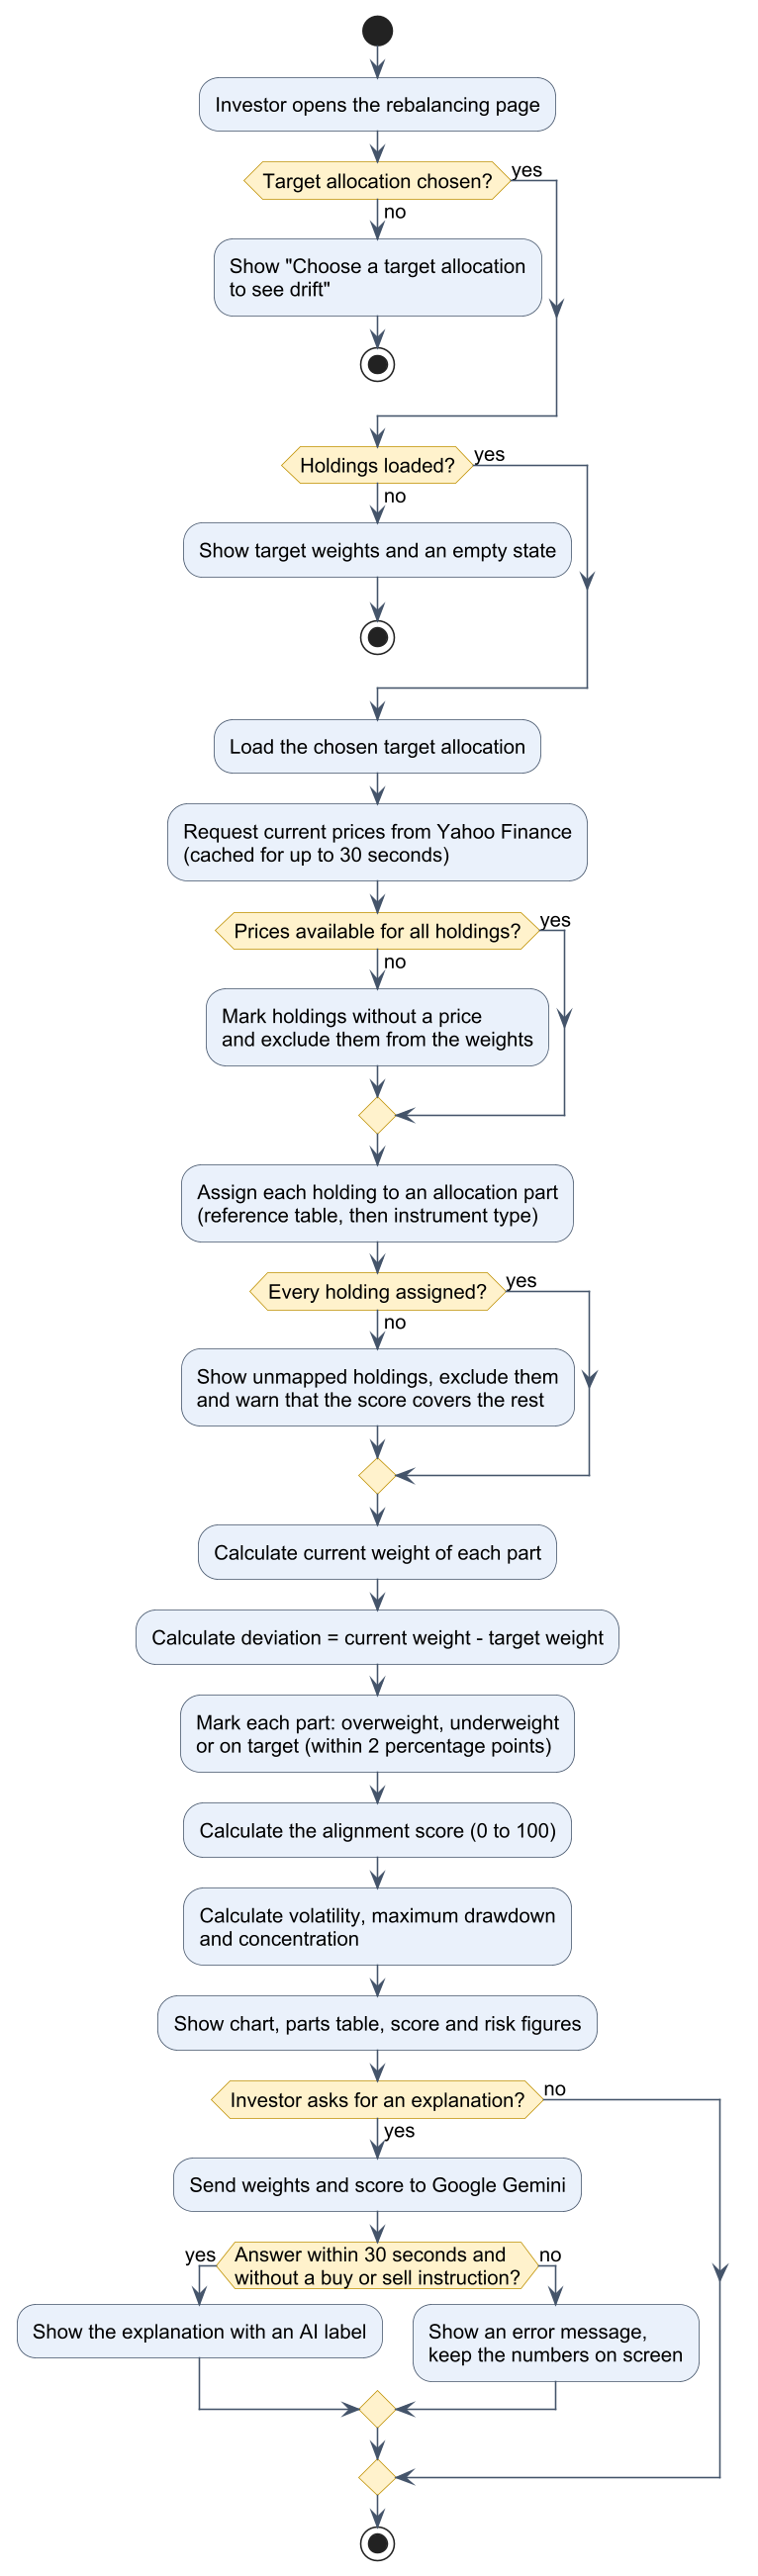 Investor opens the rebalancing page
Target allocation chosen?
yes
no
Show "Choose a target allocation
to see drift"
Holdings loaded?
yes
no
Show target weights and an empty state
Load the chosen target allocation
Request current prices from Yahoo Finance
(cached for up to 30 seconds)
Prices available for all holdings?
yes
no
Mark holdings without a price
and exclude them from the weights
Assign each holding to an allocation part
(reference table, then instrument type)
Every holding assigned?
yes
no
Show unmapped holdings, exclude them
and warn that the score covers the rest
Calculate current weight of each part
Calculate deviation = current weight - target weight
Mark each part: overweight, underweight
or on target (within 2 percentage points)
Calculate the alignment score (0 to 100)
Calculate volatility, maximum drawdown
and concentration
Show chart, parts table, score and risk figures
Investor asks for an explanation?
no
yes
Send weights and score to Google Gemini
yes
Answer within 30 seconds and
without a buy or sell instruction?
no
Show the explanation with an AI label
Show an error message,
keep the numbers on screen